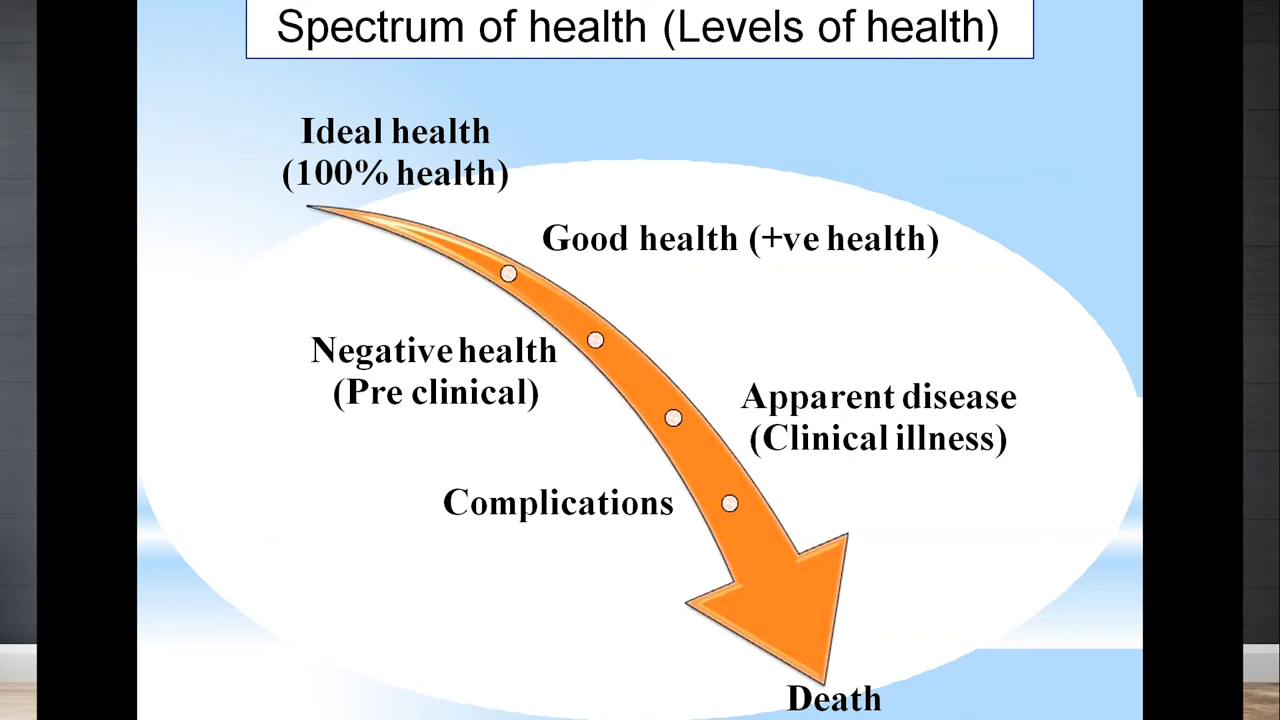 Spectrum of health (Levels of health)
Ideal health
(100% health)
Good health (+ve health)
Negative health
(Pre clinical)
Apparent disease
(Clinical illness)
Complications
Death